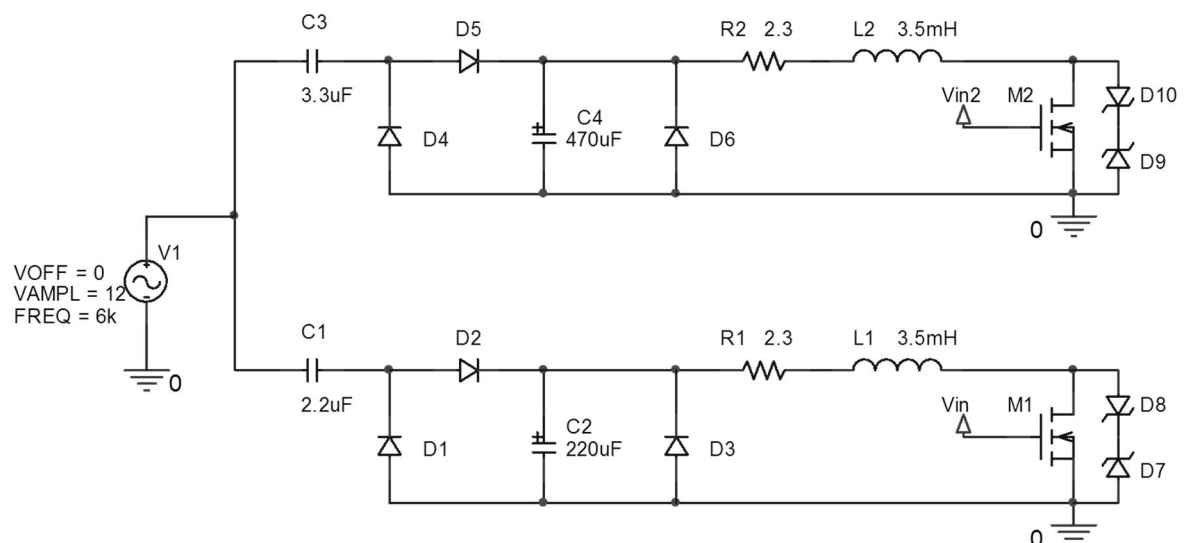 C3
3.3uF
D5
D4
C4
470uF
D6
R2 2.3
L2 3.5mH
Vin2
M2
D10
D9
0
V1
VOFF = 0
VAMPL = 12
FREQ = 6k
0
C1
2.2uF
D2
D1
C2
220uF
D3
R1 2.3
L1 3.5mH
Vin
M1
D8
D7
0